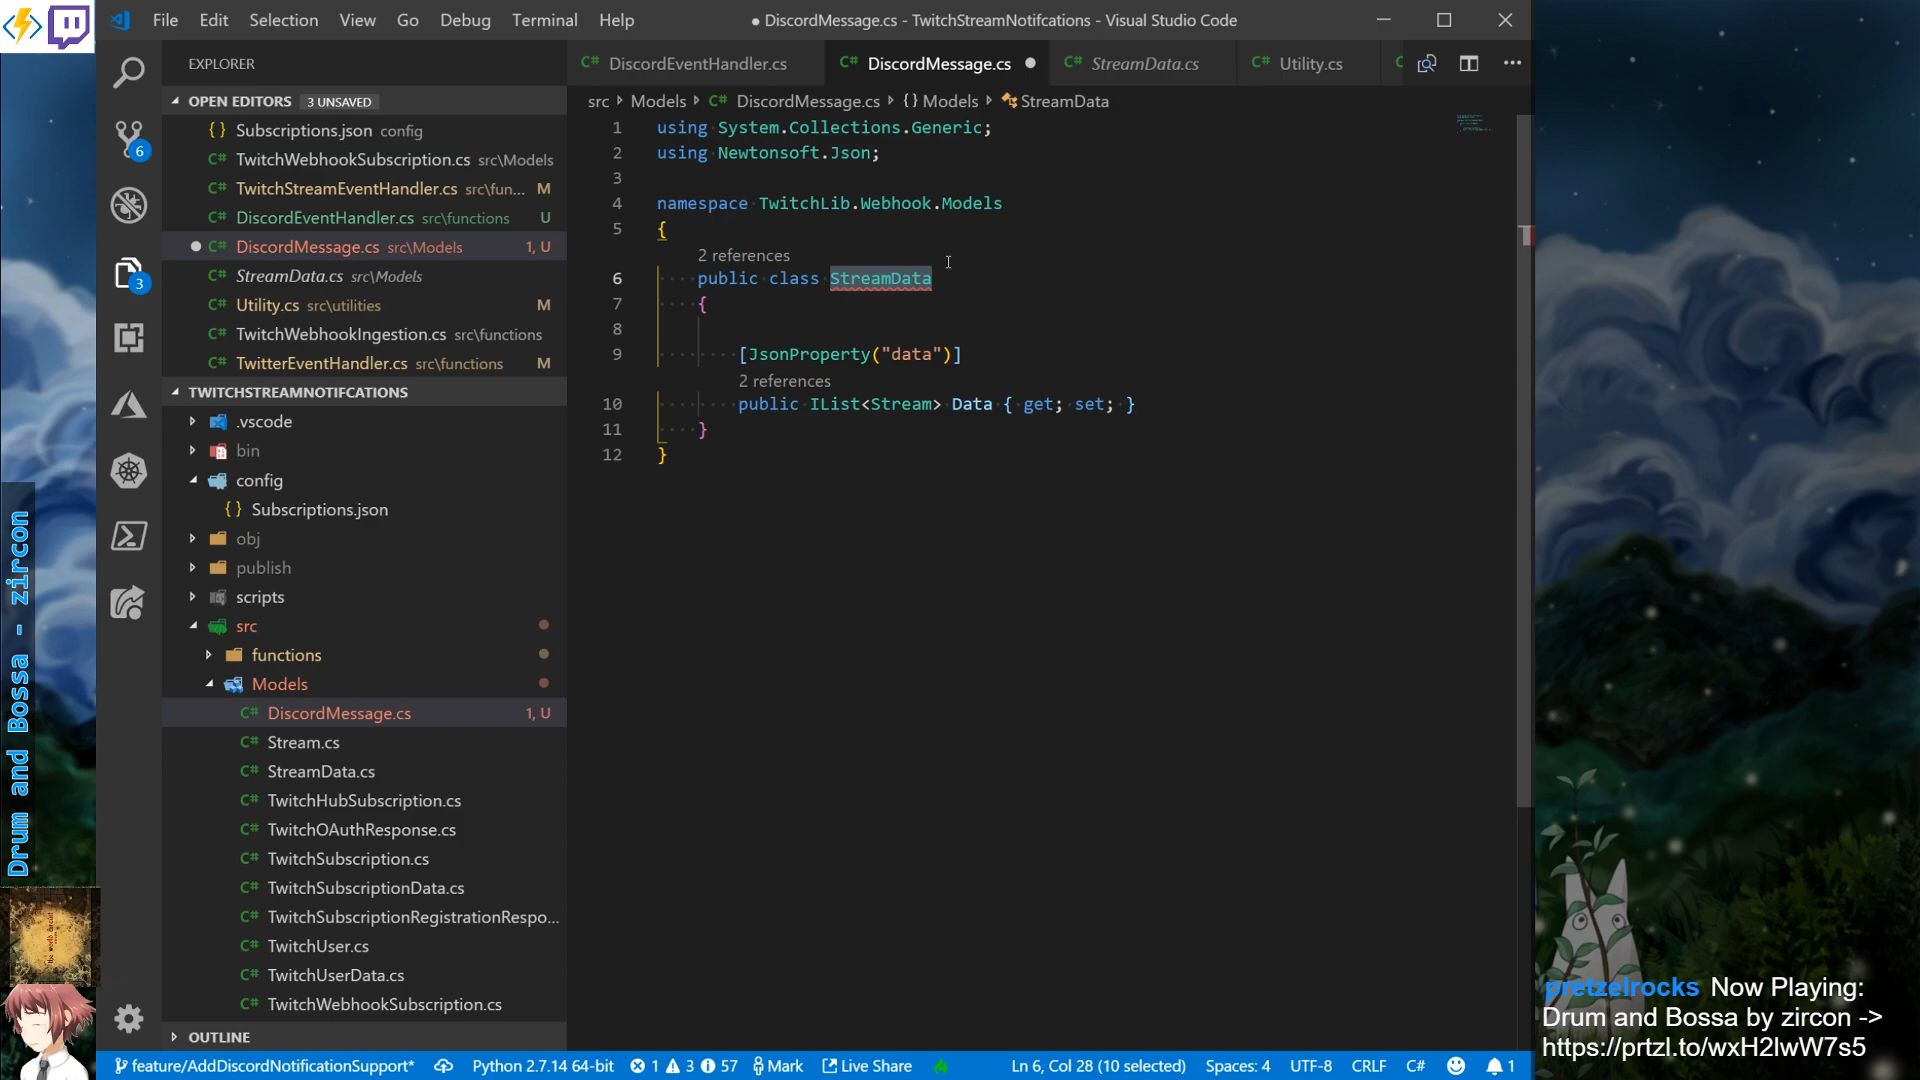 File Edit Selection View Go Debug Terminal Help
● DiscordMessage.cs - TwitchStreamNotifcations - Visual Studio Code
EXPLORER
OPEN EDITORS 3 UNSAVED
{ } Subscriptions.json config
C# TwitchWebhookSubscription.cs src\Models
C# TwitchStreamEventHandler.cs src\fun... M
C# DiscordEventHandler.cs src\functions U
● C# DiscordMessage.cs src\Models 1, U
C# StreamData.cs src\Models
C# Utility.cs src\utilities M
C# TwitchWebhookIngestion.cs src\functions
C# TwitterEventHandler.cs src\functions M
TWITCHSTREAMNOTIFCATIONS
.vscode
bin
config
{ } Subscriptions.json
obj
publish
scripts
src
functions
Models
C# DiscordMessage.cs 1, U
C# Stream.cs
C# StreamData.cs
C# TwitchHubSubscription.cs
C# TwitchOAuthResponse.cs
C# TwitchSubscription.cs
C# TwitchSubscriptionData.cs
C# TwitchSubscriptionRegistrationRespo...
C# TwitchUser.cs
C# TwitchUserData.cs
C# TwitchWebhookSubscription.cs
OUTLINE
6
3
C# DiscordEventHandler.cs C# DiscordMessage.cs ● C# StreamData.cs C# Utility.cs
src Models C# DiscordMessage.cs { } Models StreamData
1 using System.Collections.Generic;
2 using Newtonsoft.Json;
3
4 namespace TwitchLib.Webhook.Models
5 {
2 references
6 public class StreamData
7 {
8
9 [JsonProperty("data")]
2 references
10 public IList<Stream> Data { get; set; }
11 }
12 }
feature/AddDiscordNotificationSupport* Python 2.7.14 64-bit 1 3 57 Mark Live Share Ln 6, Col 28 (10 selected) Spaces: 4 UTF-8 CRLF C# 1
Drum and Bossa - zircon
pretzelrocks Now Playing:
Drum and Bossa by zircon ->
https://prtzl.to/wxH2lwW7s5